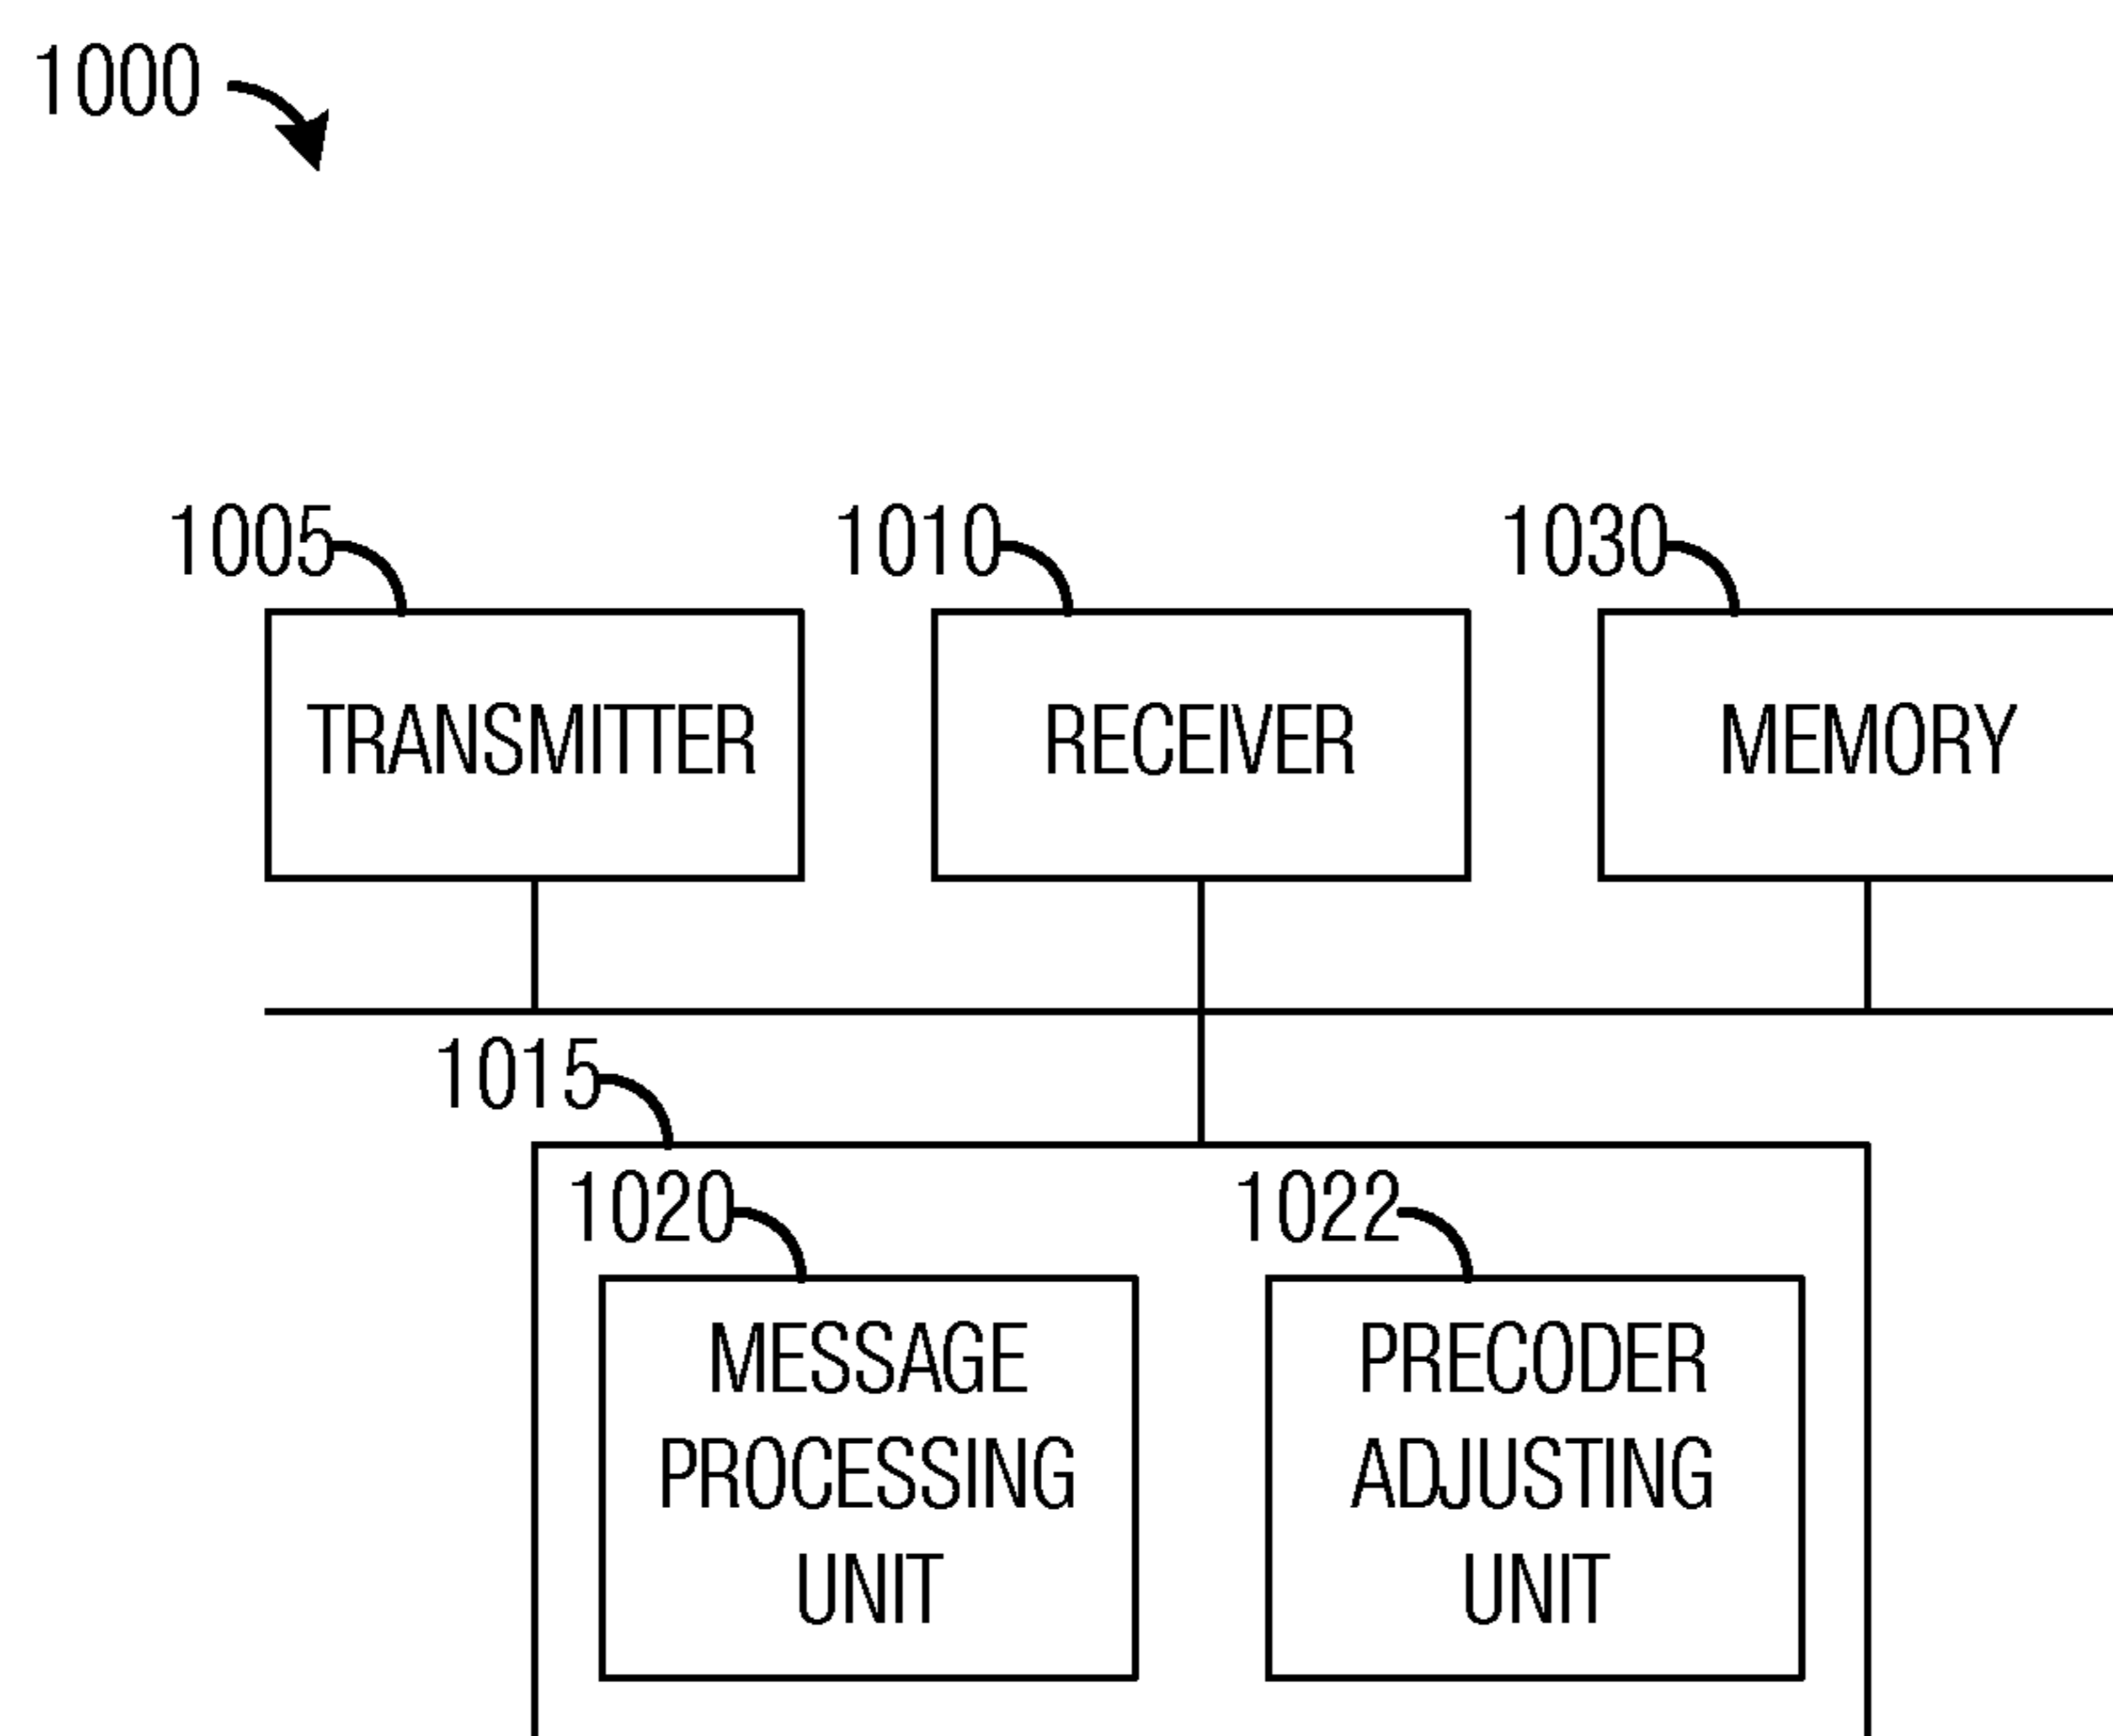 1000
1005
1010
1030
TRANSMITTER
RECEIVER
MEMORY
1015
1020
1022
MESSAGE
PROCESSING
UNIT
PRECODER
ADJUSTING
UNIT